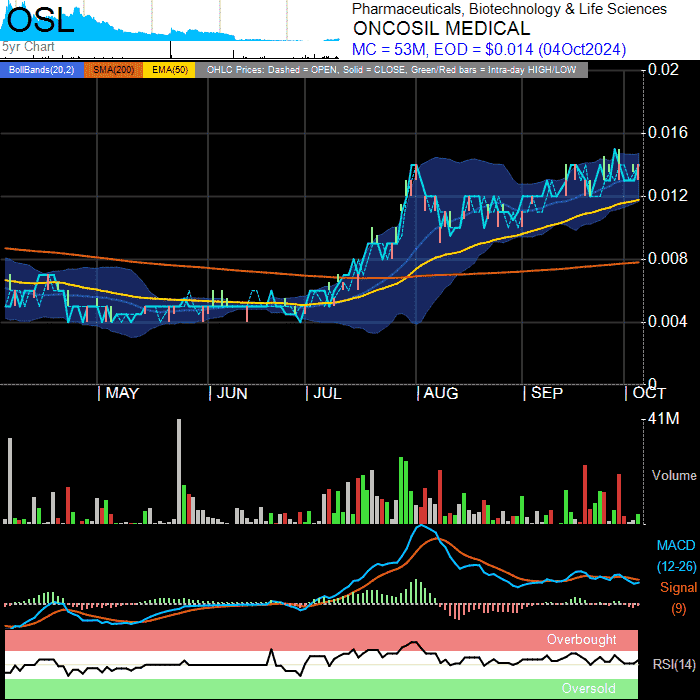 OSL
5yr Chart
Pharmaceuticals, Biotechnology & Life Sciences
ONCOSIL MEDICAL
MC = 53M, EOD = $0.014 (04Oct2024)
BollBands(20,2) SMA(200) EMA(50) OHLC Prices: Dashed = OPEN, Solid = CLOSE, Green/Red bars = Intra-day HIGH/LOW
0.02
0.016
0.012
0.008
0.004
0
MAY JUN JUL AUG SEP OCT
41M
Volume
MACD
(12-26)
Signal
(9)
Overbought
RSI(14)
Oversold